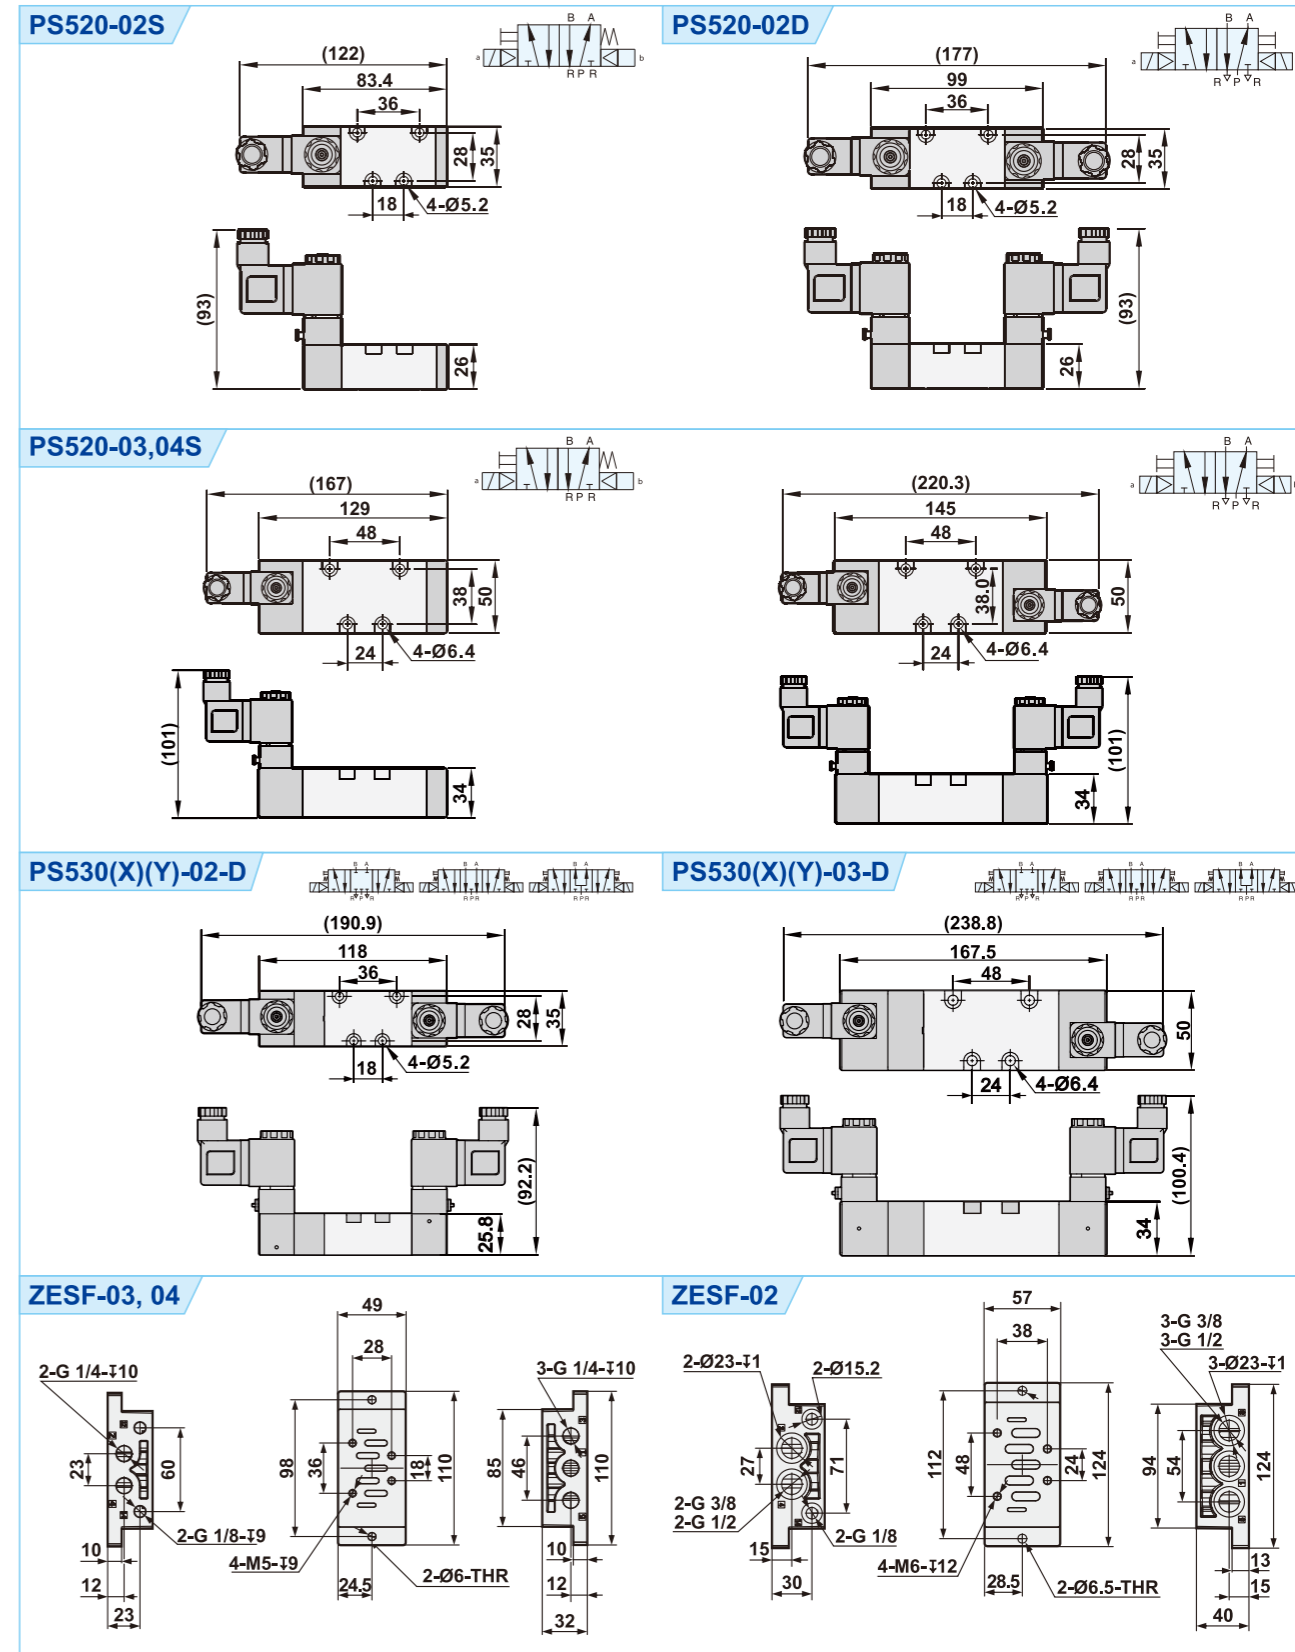 PS520-02S
B A
a
b
R P R
(122)
83.4
36
28
35
18
4-Ø5.2
(93)
26
PS520-02D
B A
a
R P R
(177)
99
36
28
35
18
4-Ø5.2
(93)
26
PS520-03,04S
B A
a
b
R P R
(167)
129
48
38
50
24
4-Ø6.4
(101)
34
B A
a
R P R
(220.3)
145
48
38.0
50
24
4-Ø6.4
(101)
34
PS530(X)(Y)-02-D
B A
B A
B A
R P R
R P R
R P R
(190.9)
118
36
28
35
18
4-Ø5.2
(92.2)
25.8
PS530(X)(Y)-03-D
B A
B A
B A
R P R
R P R
R P R
(238.8)
167.5
48
50
24
4-Ø6.4
(100.4)
34
ZESF-03, 04
2-G 1/4-↧10
23
60
2-G 1/8-↧9
10
12
23
49
28
98
36
18
110
4-M5-↧9
24.5
2-Ø6-THR
3-G 1/4-↧10
85
46
110
10
12
32
ZESF-02
2-Ø23-↧1
2-Ø15.2
27
71
2-G 3/8
2-G 1/2
2-G 1/8
15
30
57
38
112
48
24
124
4-M6-↧12
28.5
2-Ø6.5-THR
3-G 3/8
3-G 1/2
3-Ø23-↧1
94
54
124
13
15
40